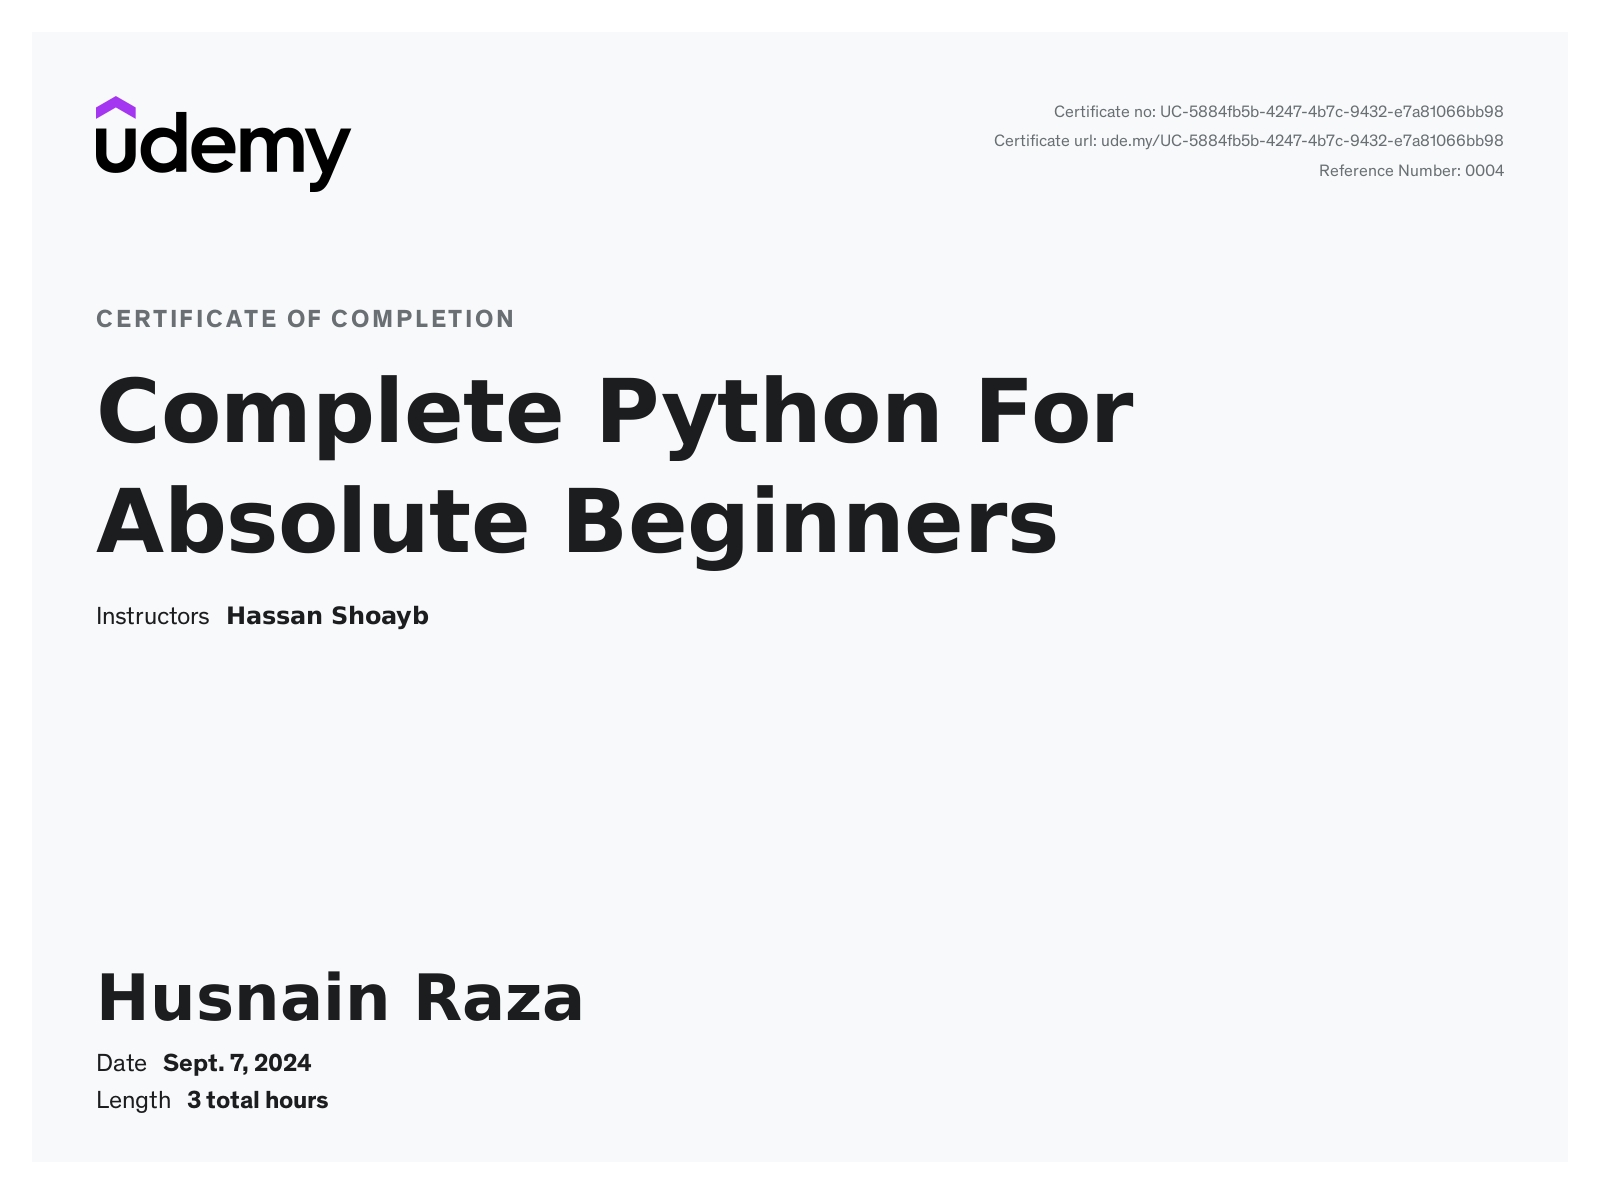 udemy
Certificate no: UC-5884fb5b-4247-4b7c-9432-e7a81066bb98
Certificate url: ude.my/UC-5884fb5b-4247-4b7c-9432-e7a81066bb98
Reference Number: 0004
CERTIFICATE OF COMPLETION
Complete Python For
Absolute Beginners
Instructors Hassan Shoayb
Husnain Raza
Date Sept. 7, 2024
Length 3 total hours